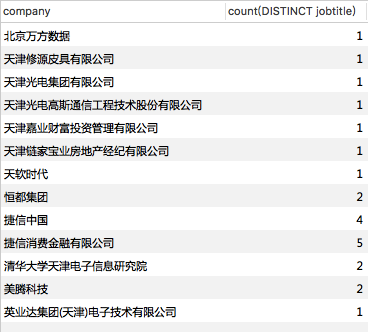 company count(DISTINCT jobtitle)
北京万方数据 1
天津修源皮具有限公司 1
天津光电集团有限公司 1
天津光电高斯通信工程技术股份有限公司 1
天津嘉业财富投资管理有限公司 1
天津链家宝业房地产经纪有限公司 1
天软时代 1
恒都集团 2
捷信中国 4
捷信消费金融有限公司 5
清华大学天津电子信息研究院 2
美腾科技 2
英业达集团(天津)电子技术有限公司 1